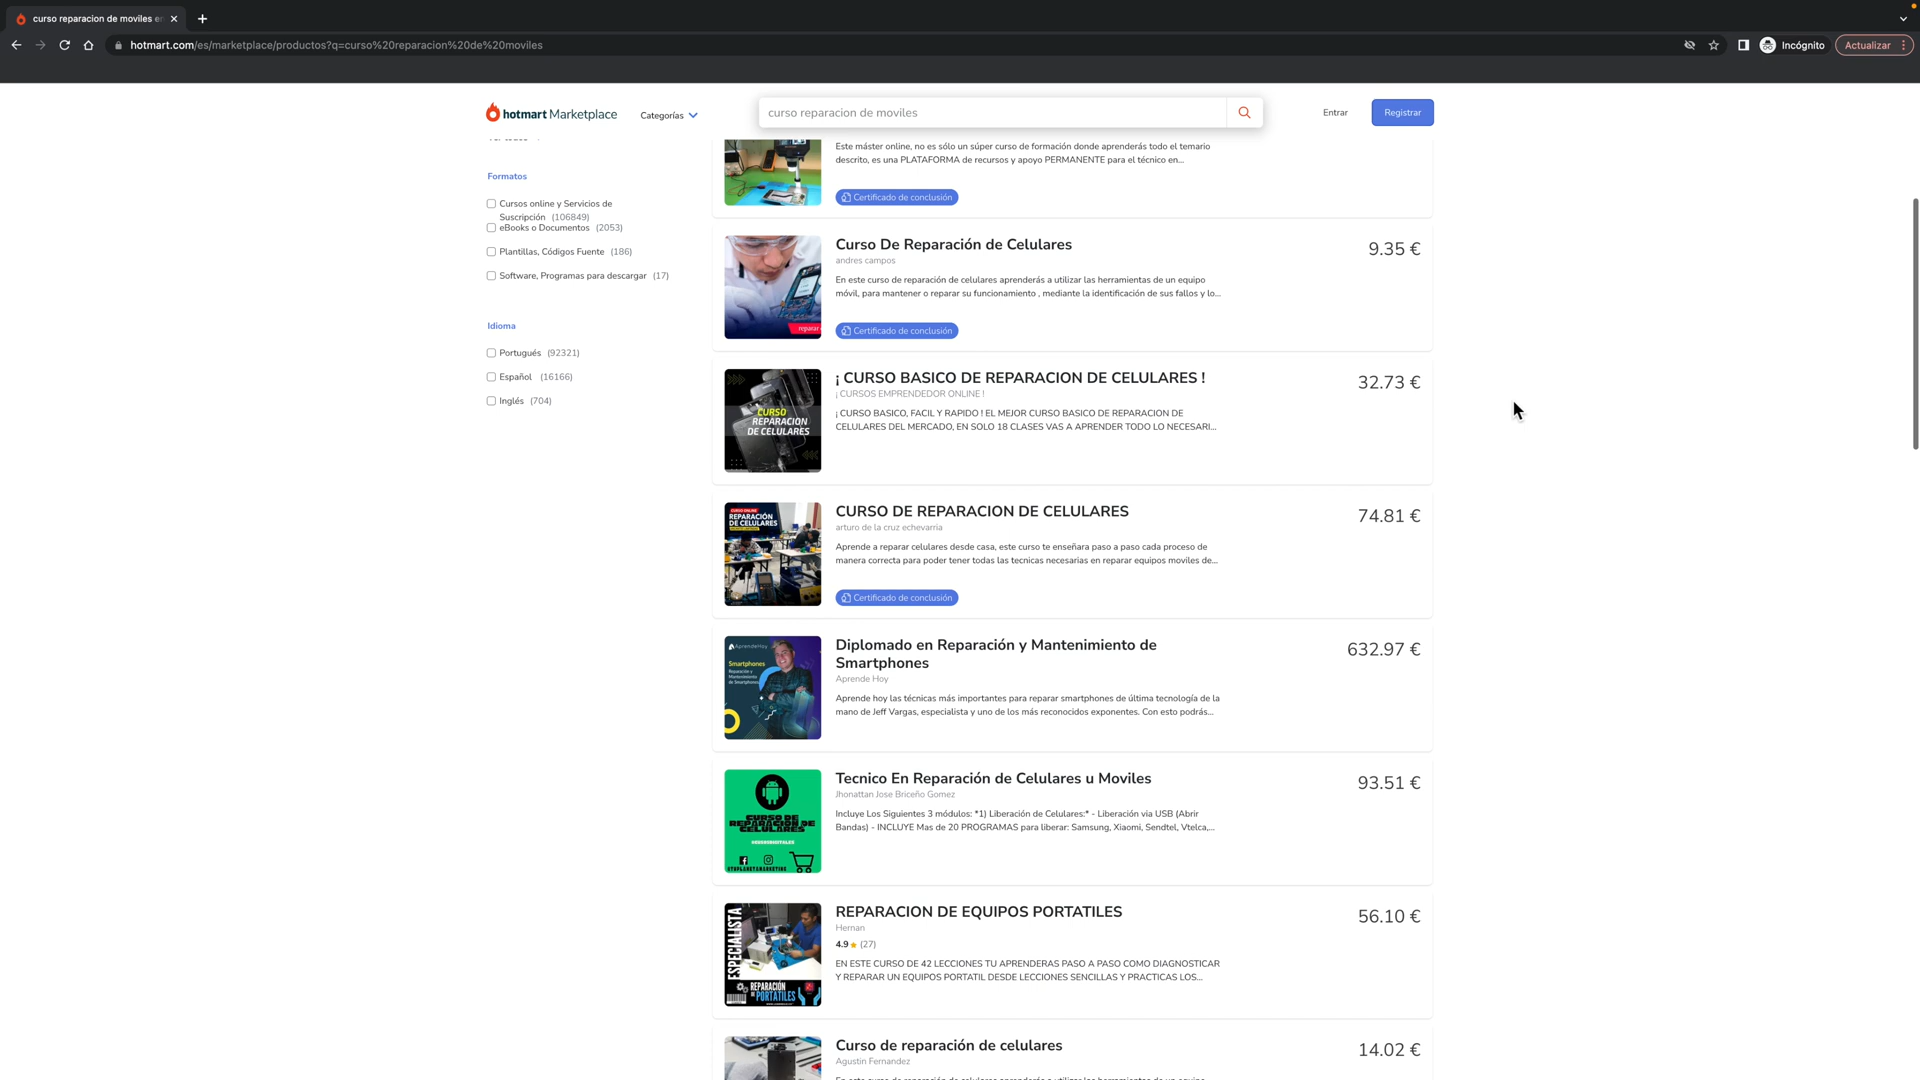 curso reparacion de moviles en
hotmart.com/es/marketplace/productos?q=curso%20reparacion%20de%20moviles
Incógnito
Actualizar
hotmart Marketplace
Categorías
curso reparacion de moviles
Entrar
Registrar
Formatos
Cursos online y Servicios de
Suscripción (106849)
eBooks o Documentos (2053)
Plantillas, Códigos Fuente (186)
Software, Programas para descargar (17)
Idioma
Portugués (92321)
Español (16166)
Inglés (704)
Este máster online, no es sólo un súper curso de formación donde aprenderás todo el temario
descrito, es una PLATAFORMA de recursos y apoyo PERMANENTE para el técnico en...
Certificado de conclusión
Curso De Reparación de Celulares
9.35 €
andres campos
En este curso de reparación de celulares aprenderás a utilizar las herramientas de un equipo
móvil, para mantener o reparar su funcionamiento , mediante la identificación de sus fallos y lo...
reparar
Certificado de conclusión
¡ CURSO BASICO DE REPARACION DE CELULARES !
32.73 €
¡ CURSOS EMPRENDEDOR ONLINE !
¡ CURSO BASICO, FACIL Y RAPIDO ! EL MEJOR CURSO BASICO DE REPARACION DE
CELULARES DEL MERCADO, EN SOLO 18 CLASES VAS A APRENDER TODO LO NECESARI...
CURSO
REPARACION
DE CELULARES
CURSO DE REPARACION DE CELULARES
74.81 €
arturo de la cruz echevarria
Aprende a reparar celulares desde casa, este curso te enseñara paso a paso cada proceso de
manera correcta para poder tener todas las tecnicas necesarias en reparar equipos moviles de...
CURSO ONLINE
REPARACIÓN
DE CELULARES
Certificado de conclusión
Diplomado en Reparación y Mantenimiento de
Smartphones
632.97 €
Aprende Hoy
Aprende hoy las técnicas más importantes para reparar smartphones de última tecnología de la
mano de Jeff Vargas, especialista y uno de los más reconocidos exponentes. Con esto podrás...
AprendeHoy
Smartphones
Reparación y
Mantenimiento
de Smartphones
Tecnico En Reparación de Celulares u Moviles
93.51 €
Jhonattan Jose Briceño Gomez
Incluye Los Siguientes 3 módulos: *1) Liberación de Celulares:* - Liberación via USB (Abrir
Bandas) - INCLUYE Mas de 20 PROGRAMAS para liberar: Samsung, Xiaomi, Sendtel, Vtelca,...
CURSO DE
REPARACION DE
CELULARES
REPARACION DE EQUIPOS PORTATILES
56.10 €
Hernan
4.9 (27)
EN ESTE CURSO DE 42 LECCIONES TU APRENDERAS PASO A PASO COMO DIAGNOSTICAR
Y REPARAR UN EQUIPOS PORTATIL DESDE LECCIONES SENCILLAS Y PRACTICAS LOS...
ESPECIALISTA
REPARACIÓN
DE PORTATILES
Curso de reparación de celulares
14.02 €
Agustin Fernandez